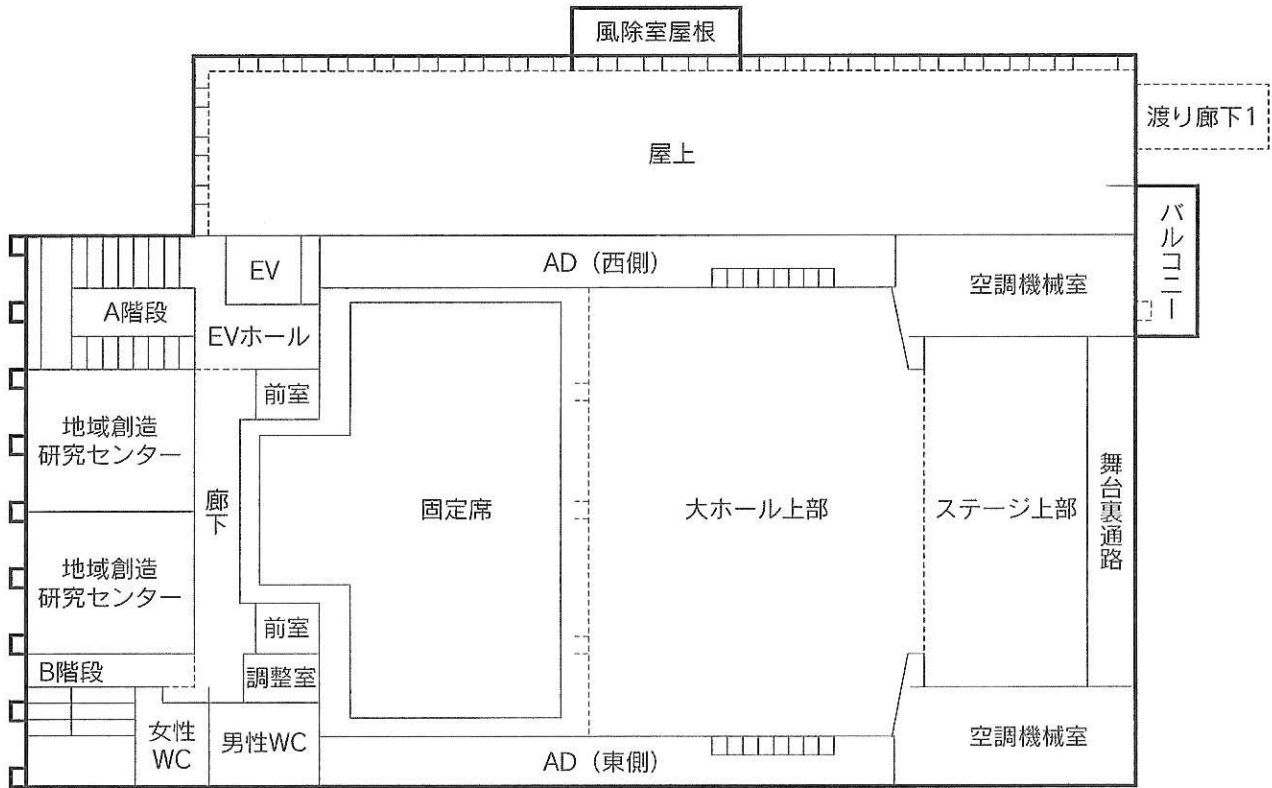 風除室屋根
渡り廊下1
屋上
バルコニー
EV
AD（西側）
空調機械室
A階段
EVホール
前室
地域創造
研究センター
廊下
固定席
大ホール上部
ステージ上部
舞台裏通路
地域創造
研究センター
前室
B階段
調整室
女性
WC
男性WC
AD（東側）
空調機械室